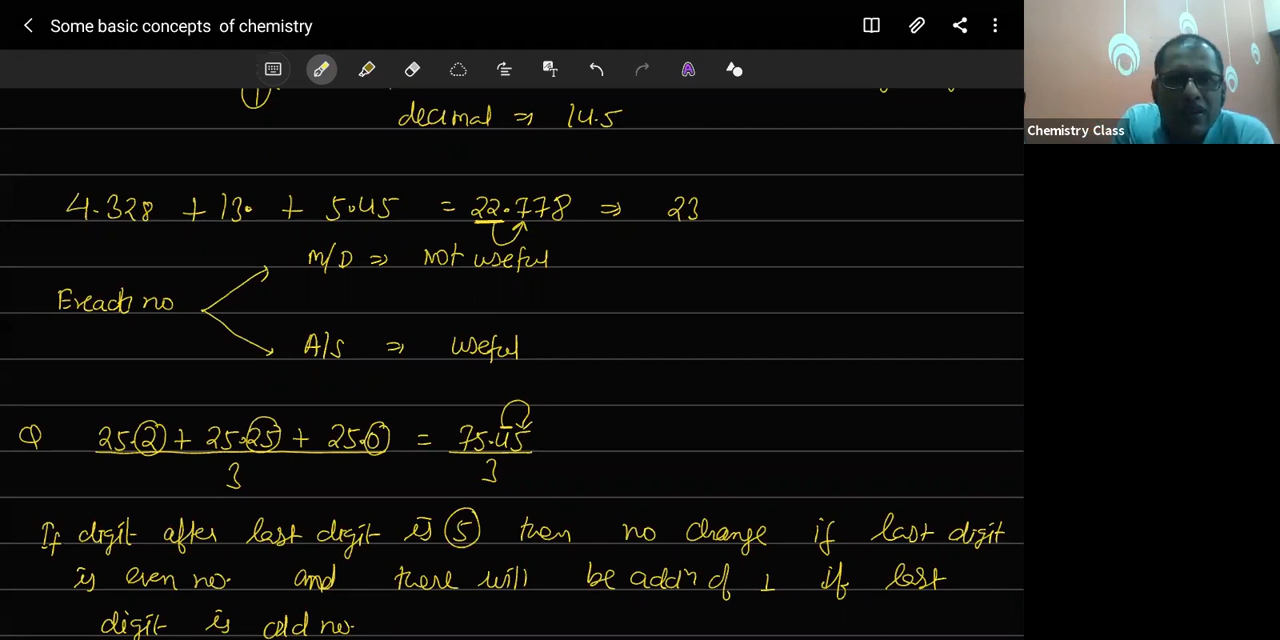 Some basic concepts of chemistry
Chemistry Class
1
decimal ⇒ 14.5
4.328 + 13. + 5.45 = 22.778 ⇒ 23
M/D ⇒ Not useful
no
A/S ⇒ useful
Q 25.2 + 25.25 + 25.0 = 75.45
3 3
If digit after last digit is 5 then no change if last digit
is even no. and there will be addn of 1 if last
digit is odd no.